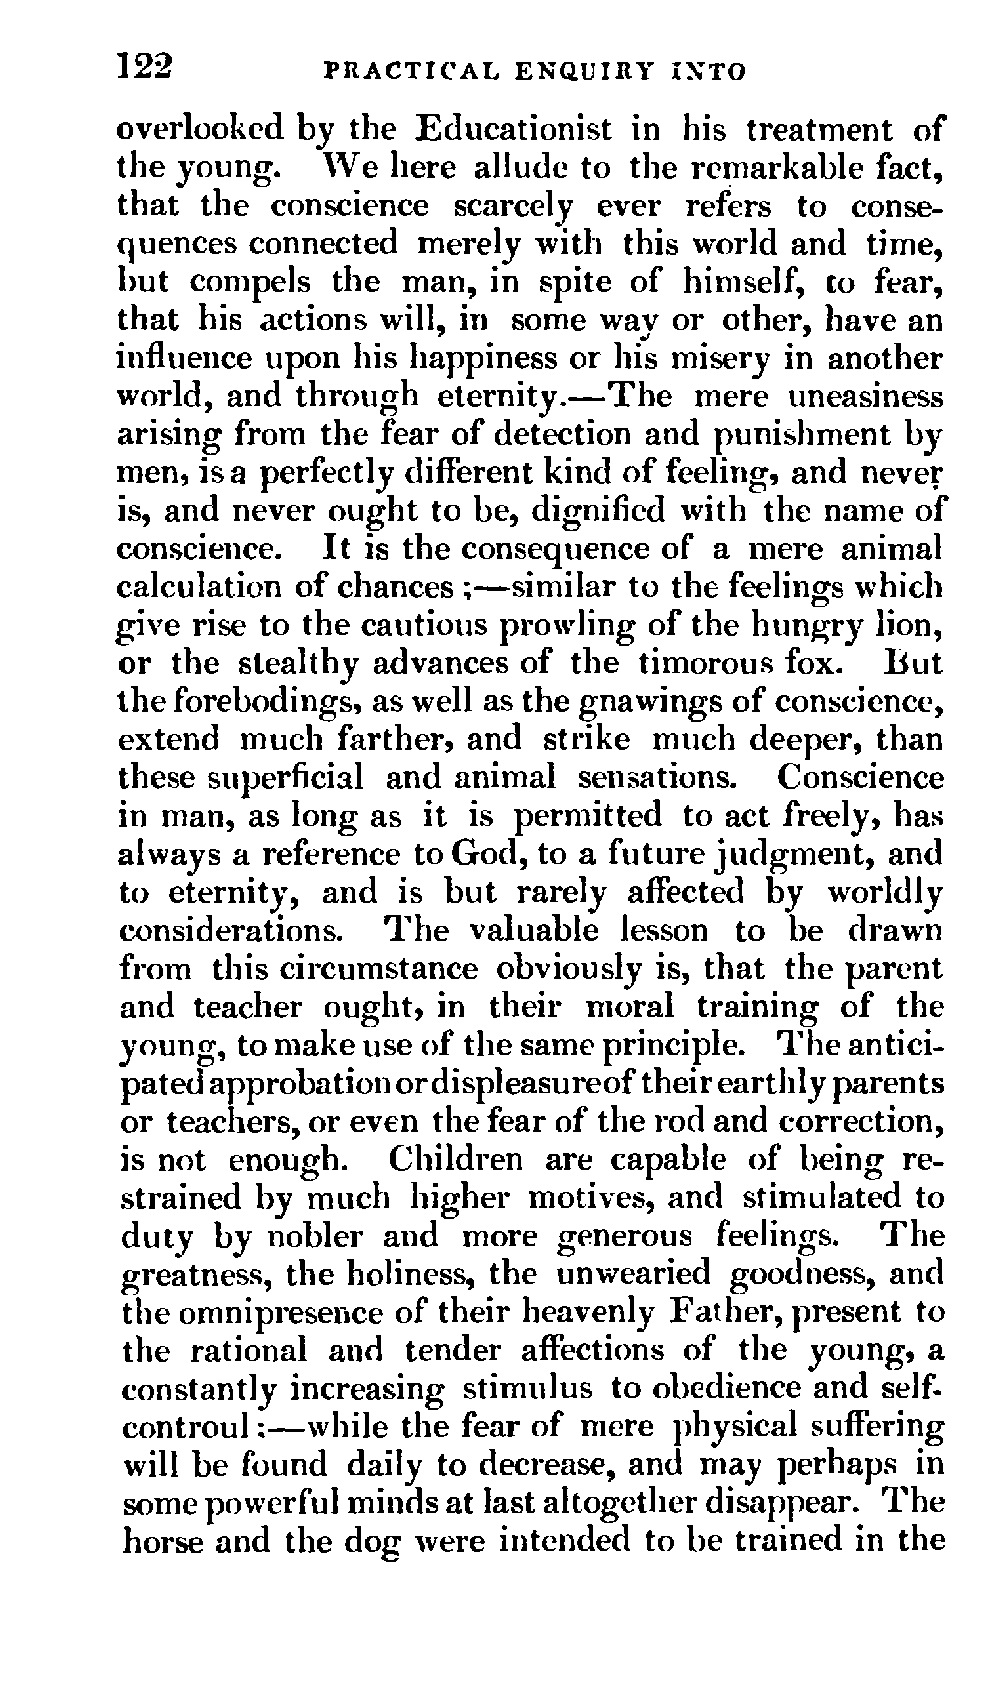 122 PRACTICAL ENQUIRY INTO
overlooked by the Educationist in his treatment of
the young. We here allude to the remarkable fact,
that the conscience scarcely ever refers to conse-
quences connected merely with this world and time,
but compels the man, in spite of himself, to fear,
that his actions will, in some way or other, have an
influence upon his happiness or his misery in another
world, and through eternity.—The mere uneasiness
arising from the fear of detection and punishment by
men, is a perfectly different kind of feeling, and never
is, and never ought to be, dignified with the name of
conscience. It is the consequence of a mere animal
calculation of chances ;—similar to the feelings which
give rise to the cautious prowling of the hungry lion,
or the stealthy advances of the timorous fox. But
the forebodings, as well as the gnawings of conscience,
extend much farther, and strike much deeper, than
these superficial and animal sensations. Conscience
in man, as long as it is permitted to act freely, has
always a reference to God, to a future judgment, and
to eternity, and is but rarely affected by worldly
considerations. The valuable lesson to be drawn
from this circumstance obviously is, that the parent
and teacher ought, in their moral training of the
young, to make use of the same principle. The antici-
pated approbation or displeasure of their earthly parents
or teachers, or even the fear of the rod and correction,
is not enough. Children are capable of being re-
strained by much higher motives, and stimulated to
duty by nobler and more generous feelings. The
greatness, the holiness, the unwearied goodness, and
the omnipresence of their heavenly Father, present to
the rational and tender affections of the young, a
constantly increasing stimulus to obedience and self-
controul :—while the fear of mere physical suffering
will be found daily to decrease, and may perhaps in
some powerful minds at last altogether disappear. The
horse and the dog were intended to be trained in the